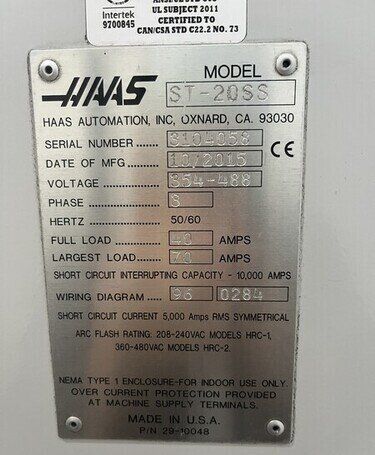 Intertek
9700845
UL SUBJECT 2011
CERTIFIED TO
CAN/CSA STD C22.2 NO. 73
HAAS
MODEL
ST-20SS
HAAS AUTOMATION, INC, OXNARD, CA. 93030
SERIAL NUMBER 3104058
DATE OF MFG 10/2015
CE
VOLTAGE 354-488
PHASE 3
HERTZ 50/60
FULL LOAD 40 AMPS
LARGEST LOAD 70 AMPS
SHORT CIRCUIT INTERRUPTING CAPACITY - 10,000 AMPS
WIRING DIAGRAM 96 0284
SHORT CIRCUIT CURRENT 5,000 Amps RMS SYMMETRICAL
ARC FLASH RATING: 208-240VAC MODELS HRC-1,
360-480VAC MODELS HRC-2.
NEMA TYPE 1 ENCLOSURE-FOR INDOOR USE ONLY.
OVER CURRENT PROTECTION PROVIDED
AT MACHINE SUPPLY TERMINALS.
MADE IN U.S.A.
P/N 29-10048